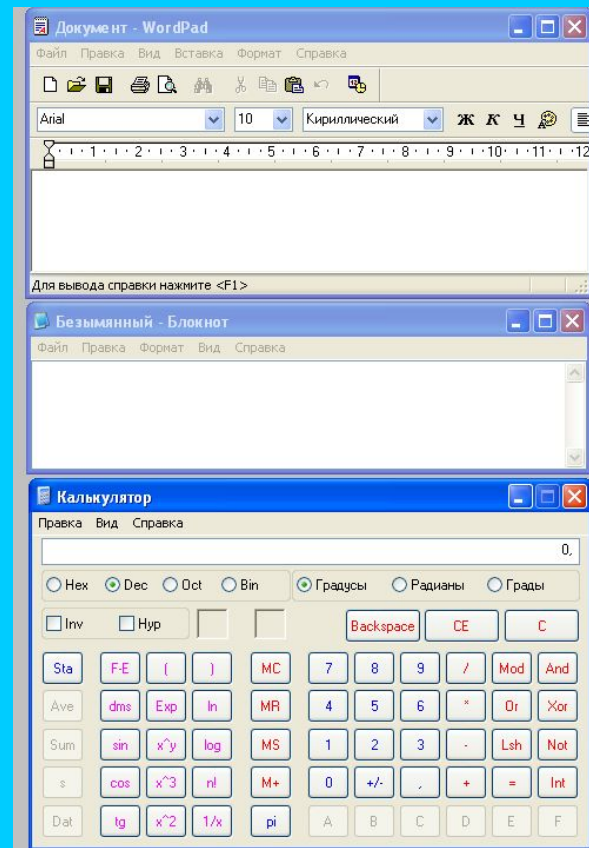 Документ - WordPad
Файл Правка Вид Вставка Формат Справка
Arial 10 Кириллический Ж К Ч
1 2 3 4 5 6 7 8 9 10 11 12
Для вывода справки нажмите <F1>
Безымянный - Блокнот
Файл Правка Формат Вид Справка
Калькулятор
Правка Вид Справка
0,
Hex Dec Oct Bin Градусы Радианы Грады
Inv Hyp Backspace CE C
Sta F-E ( ) MC 7 8 9 / Mod And
Ave dms Exp ln MR 4 5 6 * Or Xor
Sum sin x^y log MS 1 2 3 - Lsh Not
s cos x^3 n! M+ 0 +/- , + = Int
Dat tg x^2 1/x pi A B C D E F